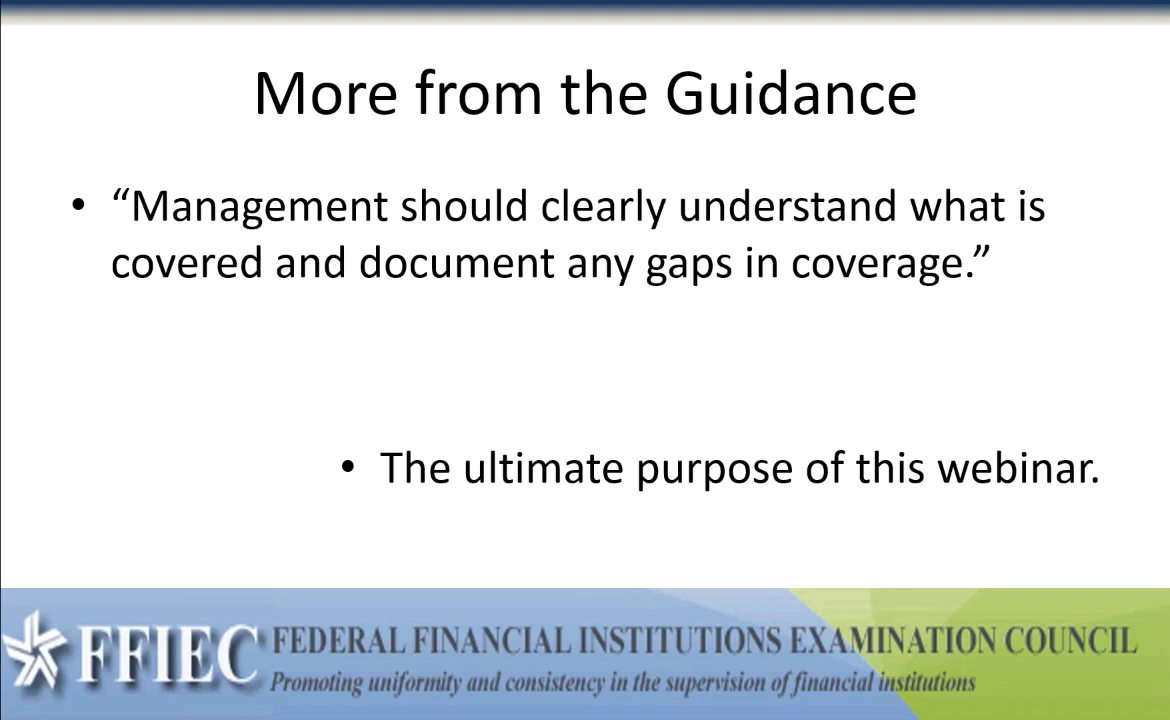 More from the Guidance
• “Management should clearly understand what is
covered and document any gaps in coverage.”
• The ultimate purpose of this webinar.
FFIEC FEDERAL FINANCIAL INSTITUTIONS EXAMINATION COUNCIL
Promoting uniformity and consistency in the supervision of financial institutions